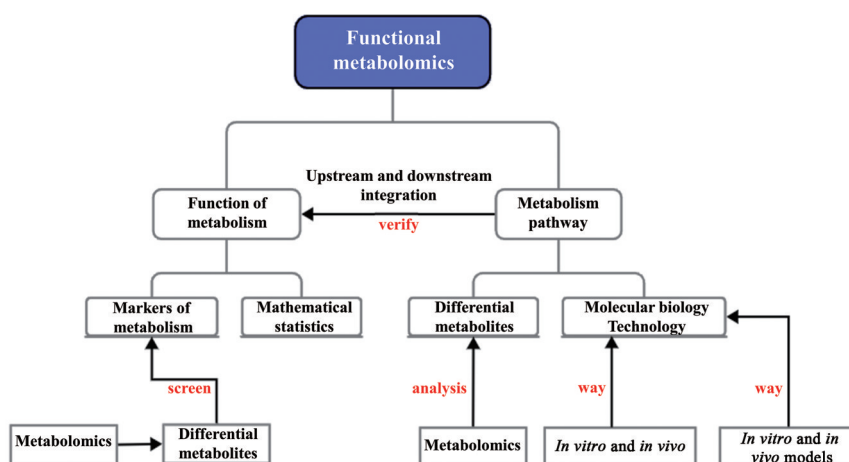 Functional
metabolomics
Upstream and downstream
integration
Function of
metabolism
verify
Metabolism
pathway
Markers of
metabolism
Mathematical
statistics
Differential
metabolites
Molecular biology
Technology
screen
analysis
way
way
Metabolomics
Differential
metabolites
Metabolomics
In vitro and in vivo
In vitro and in
vivo models